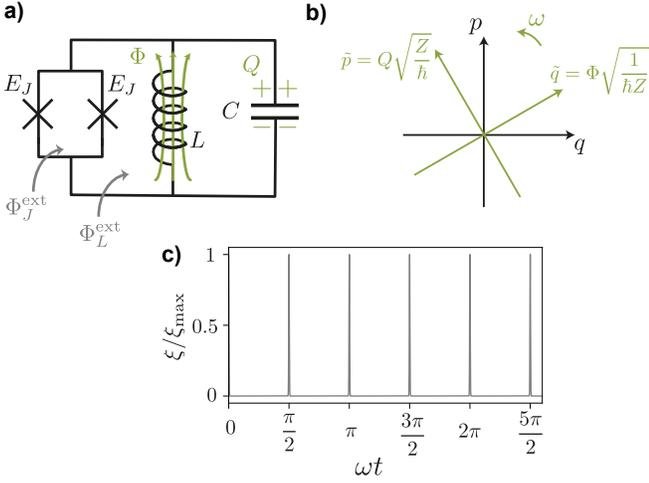 a)
E_J E_J Φ L C Q
+ +
− −
Φ_J^ext
Φ_L^ext
b)
p ω
p̃ = Q√(Z/ħ)
q̃ = Φ√(1/ħZ)
q
c)
ξ/ξ_max
1
0.5
0
0 π/2 π 3π/2 2π 5π/2
ωt